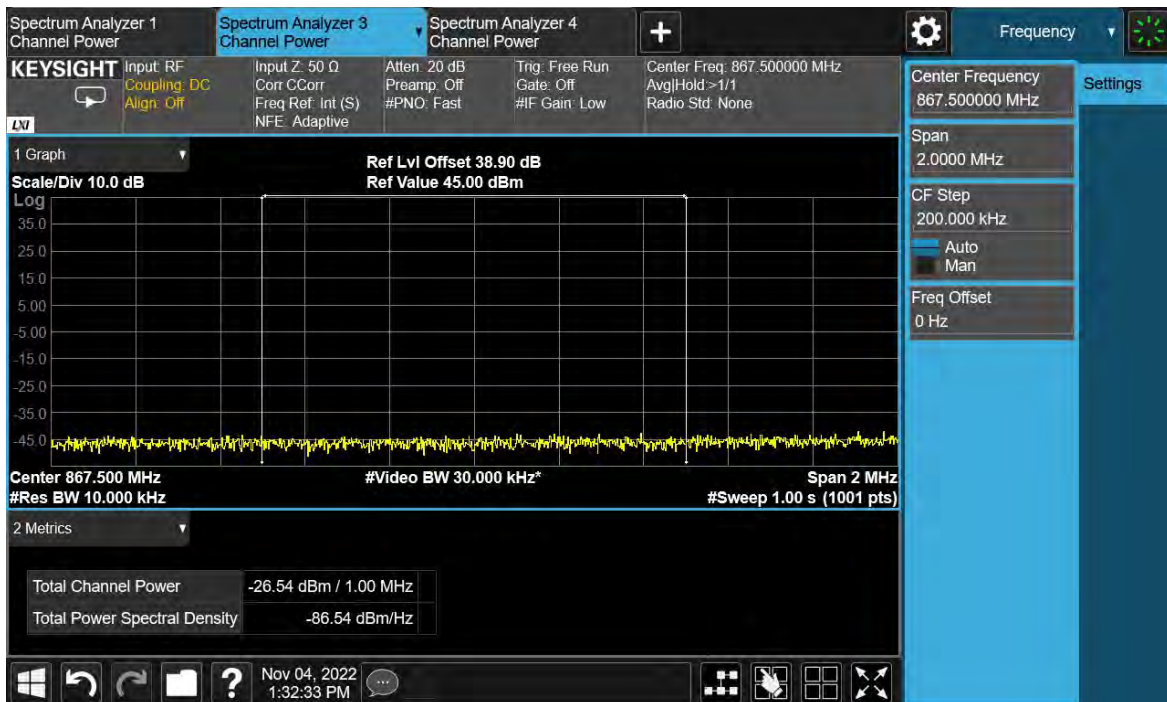 Spectrum Analyzer 1
Channel Power
Spectrum Analyzer 3
Channel Power
Spectrum Analyzer 4
Channel Power
Frequency
KEYSIGHT
LXI
Input: RF
Coupling: DC
Align: Off
Input Z: 50 Ω
Corr CCorr
Freq Ref: Int (S)
NFE: Adaptive
Atten: 20 dB
Preamp: Off
#PNO: Fast
Trig: Free Run
Gate: Off
#IF Gain: Low
Center Freq: 867.500000 MHz
Avg|Hold:>1/1
Radio Std: None
Center Frequency
867.500000 MHz
Settings
Span
2.0000 MHz
CF Step
200.000 kHz
Auto
Man
Freq Offset
0 Hz
1 Graph
Scale/Div 10.0 dB
Ref Lvl Offset 38.90 dB
Ref Value 45.00 dBm
Log
35.0
25.0
15.0
5.00
-5.00
-15.0
-25.0
-35.0
-45.0
Center 867.500 MHz
#Video BW 30.000 kHz*
Span 2 MHz
#Res BW 10.000 kHz
#Sweep 1.00 s (1001 pts)
2 Metrics
Total Channel Power -26.54 dBm / 1.00 MHz
Total Power Spectral Density -86.54 dBm/Hz
Nov 04, 2022
1:32:33 PM